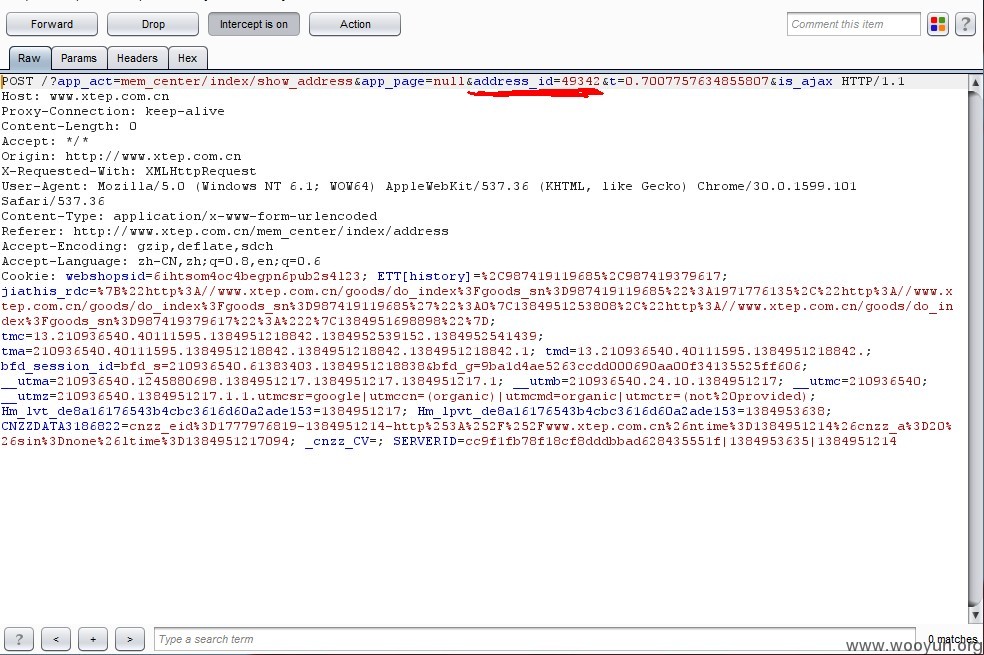 Forward Drop Intercept is on Action Comment this item ?
Raw Params Headers Hex
POST /?app_act=mem_center/index/show_address&app_page=null&address_id=49342&t=0.7007757634855807&is_ajax HTTP/1.1
Host: www.xtep.com.cn
Proxy-Connection: keep-alive
Content-Length: 0
Accept: */*
Origin: http://www.xtep.com.cn
X-Requested-With: XMLHttpRequest
User-Agent: Mozilla/5.0 (Windows NT 6.1; WOW64) AppleWebKit/537.36 (KHTML, like Gecko) Chrome/30.0.1599.101
Safari/537.36
Content-Type: application/x-www-form-urlencoded
Referer: http://www.xtep.com.cn/mem_center/index/address
Accept-Encoding: gzip,deflate,sdch
Accept-Language: zh-CN,zh;q=0.8,en;q=0.6
Cookie: webshopsid=6ihtsom4oc4begpn6pub2s4123; ETT[history]=%2C987419119685%2C987419379617;
jiathis_rdc=%7B%22http%3A//www.xtep.com.cn/goods/do_index%3Fgoods_sn%3D987419119685%22%3A1971776135%2C%22http%3A//www.x
tep.com.cn/goods/do_index%3Fgoods_sn%3D987419119685%27%22%3A0%7C1384951253808%2C%22http%3A//www.xtep.com.cn/goods/do_in
dex%3Fgoods_sn%3D987419379617%22%3A%222%7C1384951698898%22%7D;
tmc=13.210936540.40111595.1384951218842.1384952539152.1384952541439;
tma=210936540.40111595.1384951218842.1384951218842.1384951218842.1; tmd=13.210936540.40111595.1384951218842.;
bfd_session_id=bfd_s=210936540.61383403.1384951218838&bfd_g=9ba1d4ae5263ccdd000690aa00f34135525ff606;
__utma=210936540.1245880698.1384951217.1384951217.1384951217.1; __utmb=210936540.24.10.1384951217; __utmc=210936540;
__utmz=210936540.1384951217.1.1.utmcsr=google|utmccn=(organic)|utmcmd=organic|utmctr=(not%20provided);
Hm_lvt_de8a16176543b4cbc3616d60a2ade153=1384951217; Hm_lpvt_de8a16176543b4cbc3616d60a2ade153=1384953638;
CNZZDATA3186822=cnzz_eid%3D1777976819-1384951214-http%253A%252F%252Fwww.xtep.com.cn%26ntime%3D1384951214%26cnzz_a%3D20%
26sin%3Dnone%26ltime%3D1384951217094; _cnzz_CV=; SERVERID=cc9f1fb78f18cf8dddbbad628435551f|1384953635|1384951214
? < + > Type a search term 0 matches
www.wooyun.org